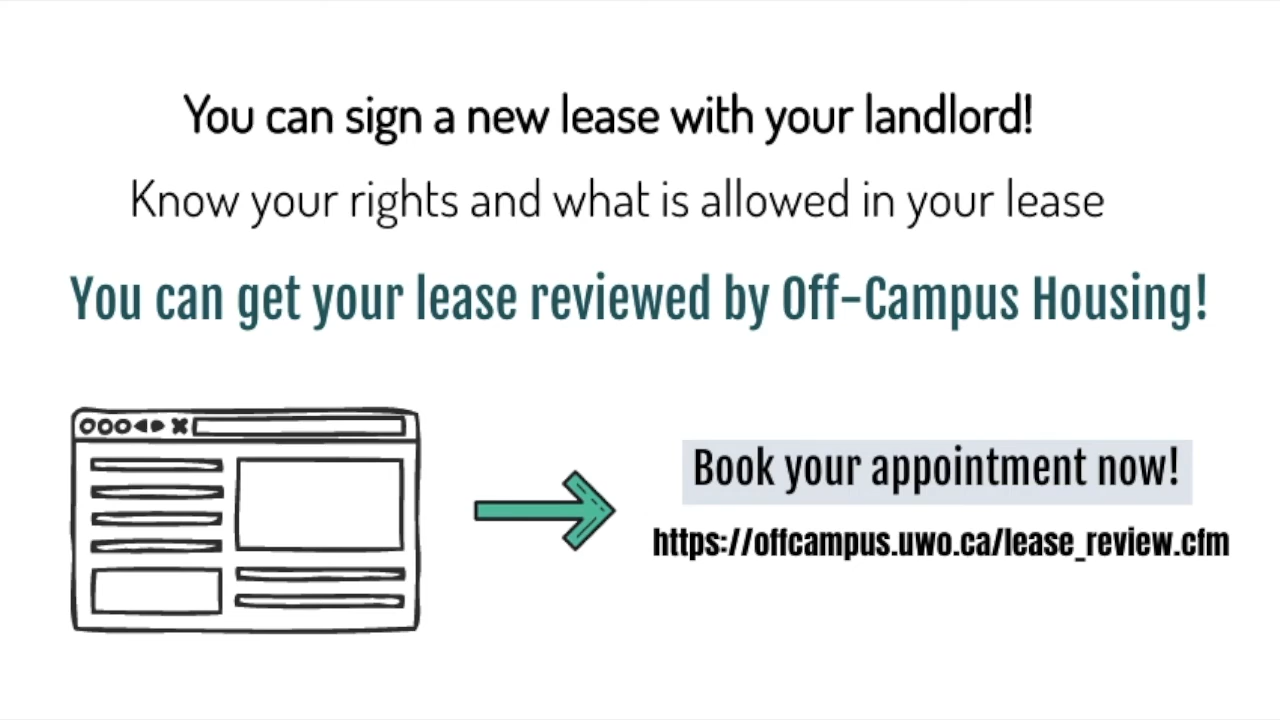 You can sign a new lease with your landlord!
Know your rights and what is allowed in your lease
You can get your lease reviewed by Off-Campus Housing!
Book your appointment now!
https://offcampus.uwo.ca/lease_review.cfm